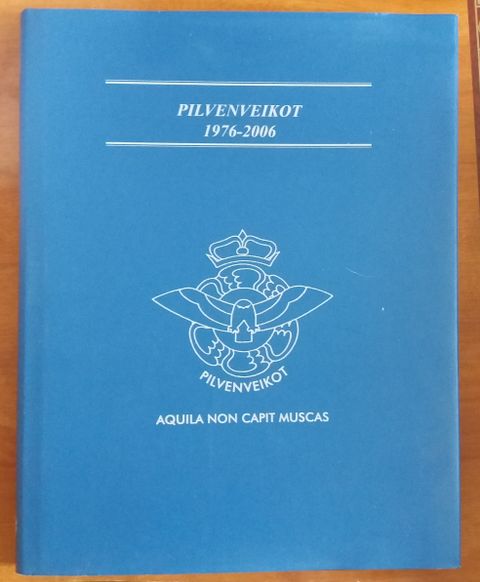 PILVENVEIKOT
1976-2006
PILVENVEIKOT
AQUILA NON CAPIT MUSCAS